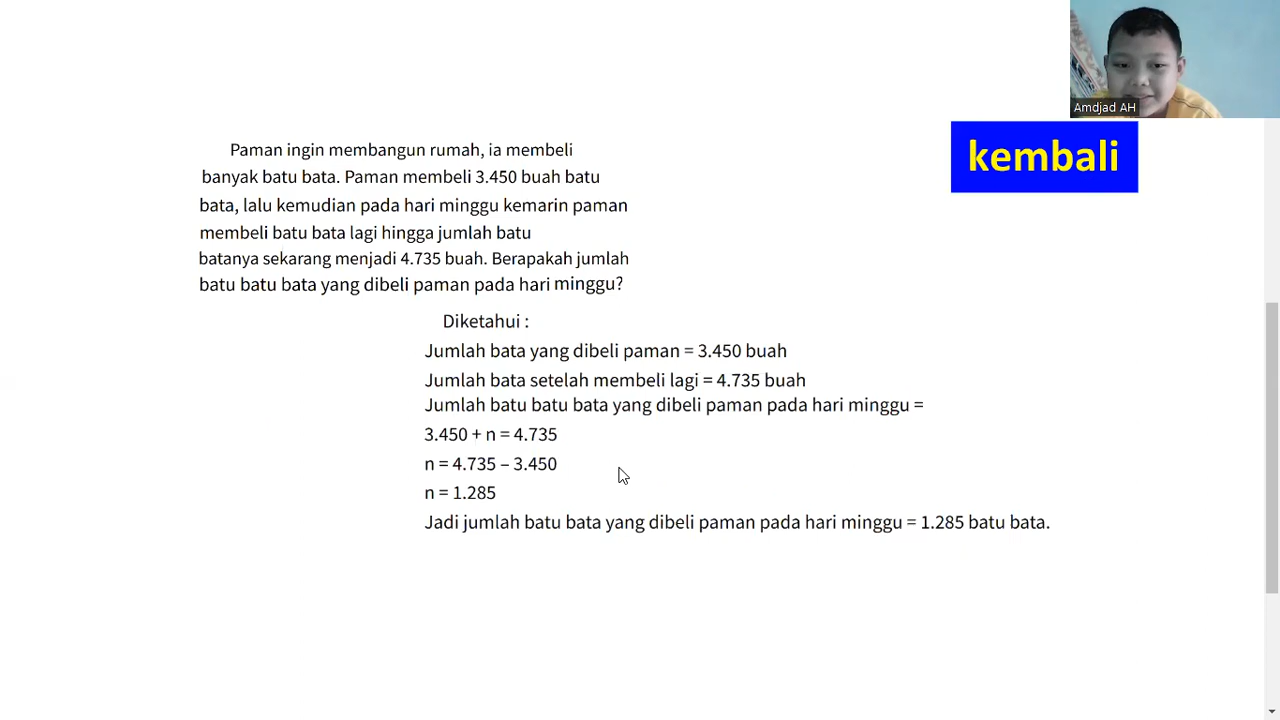 Amdjad AH
kembali
Paman ingin membangun rumah, ia membeli
banyak batu bata. Paman membeli 3.450 buah batu
bata, lalu kemudian pada hari minggu kemarin paman
membeli batu bata lagi hingga jumlah batu
batanya sekarang menjadi 4.735 buah. Berapakah jumlah
batu batu bata yang dibeli paman pada hari minggu?
Diketahui :
Jumlah bata yang dibeli paman = 3.450 buah
Jumlah bata setelah membeli lagi = 4.735 buah
Jumlah batu batu bata yang dibeli paman pada hari minggu =
3.450 + n = 4.735
n = 4.735 – 3.450
n = 1.285
Jadi jumlah batu bata yang dibeli paman pada hari minggu = 1.285 batu bata.